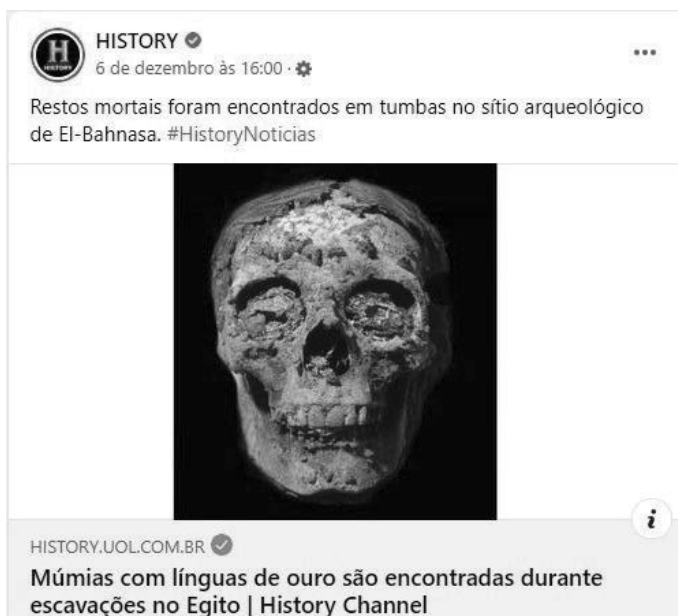 HISTORY
6 de dezembro às 16:00 ·
Restos mortais foram encontrados em tumbas no sítio arqueológico
de El-Bahnasa. #HistoryNoticias
H
HISTORY
i
HISTORY.UOL.COM.BR
Múmias com línguas de ouro são encontradas durante
escavações no Egito | History Channel